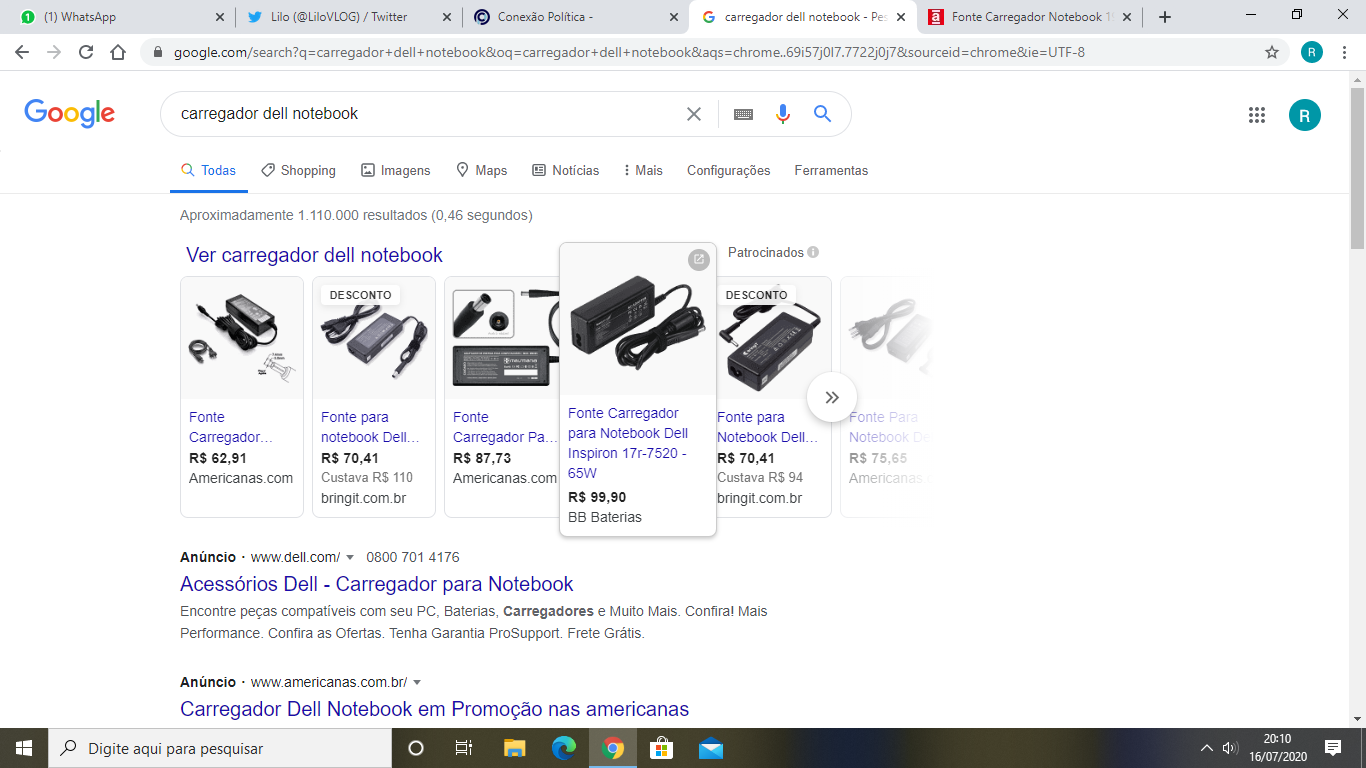 (1) WhatsApp
Lilo (@LiloVLOG) / Twitter
Conexão Política -
carregador dell notebook - Pes
Fonte Carregador Notebook 19
google.com/search?q=carregador+dell+notebook&oq=carregador+dell+notebook&aqs=chrome..69i57j0l7.7722j0j7&sourceid=chrome&ie=UTF-8
R
Google
carregador dell notebook
R
Todas
Shopping
Imagens
Maps
Notícias
Mais
Configurações
Ferramentas
Aproximadamente 1.110.000 resultados (0,46 segundos)
Ver carregador dell notebook
Patrocinados
Fonte
Carregador...
R$ 62,91
Americanas.com
DESCONTO
Fonte para
notebook Dell...
R$ 70,41
Custava R$ 110
bringit.com.br
Fonte
Carregador Pa...
R$ 87,73
Americanas.com
Fonte Carregador
para Notebook Dell
Inspiron 17r-7520 -
65W
R$ 99,90
BB Baterias
DESCONTO
Fonte para
Notebook Dell...
R$ 70,41
Custava R$ 94
bringit.com.br
Fonte Para
Notebook De
R$ 75,65
Americanas
Anúncio · www.dell.com/ 0800 701 4176
Acessórios Dell - Carregador para Notebook
Encontre peças compatíveis com seu PC, Baterias, Carregadores e Muito Mais. Confira! Mais
Performance. Confira as Ofertas. Tenha Garantia ProSupport. Frete Grátis.
Anúncio · www.americanas.com.br/
Carregador Dell Notebook em Promoção nas americanas
Digite aqui para pesquisar
20:10
16/07/2020